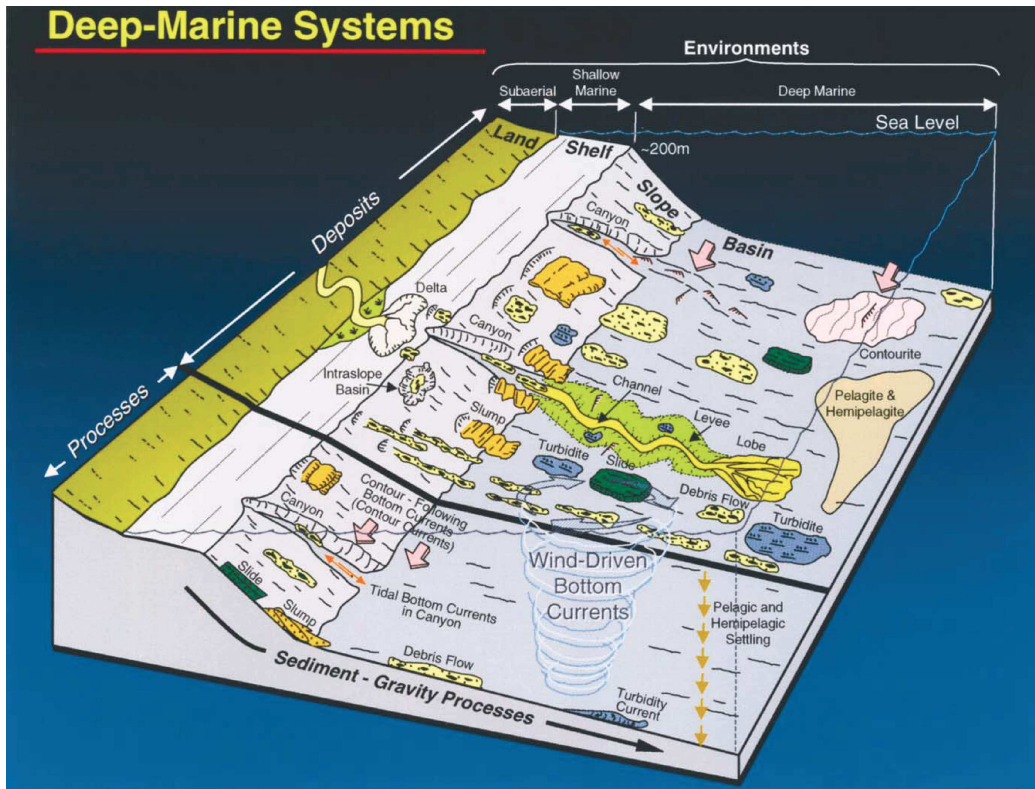 Deep-Marine Systems
Environments
Subaerial
Shallow
Marine
Deep Marine
Sea Level
Land
Shelf
~200m
Slope
Canyon
Basin
Deposits
Delta
Canyon
Contourite
Intraslope
Basin
Channel
Pelagite &
Hemipelagite
Levee
Processes
Slump
Lobe
Turbidite
Slide
Debris Flow
Turbidite
Contour - Following
Bottom Currents
(Contour Currents)
Canyon
Wind-Driven
Bottom
Currents
Slide
Tidal Bottom Currents
in Canyon
Pelagic and
Hemipelagic
Settling
Slump
Debris Flow
Sediment - Gravity Processes
Turbidity
Current